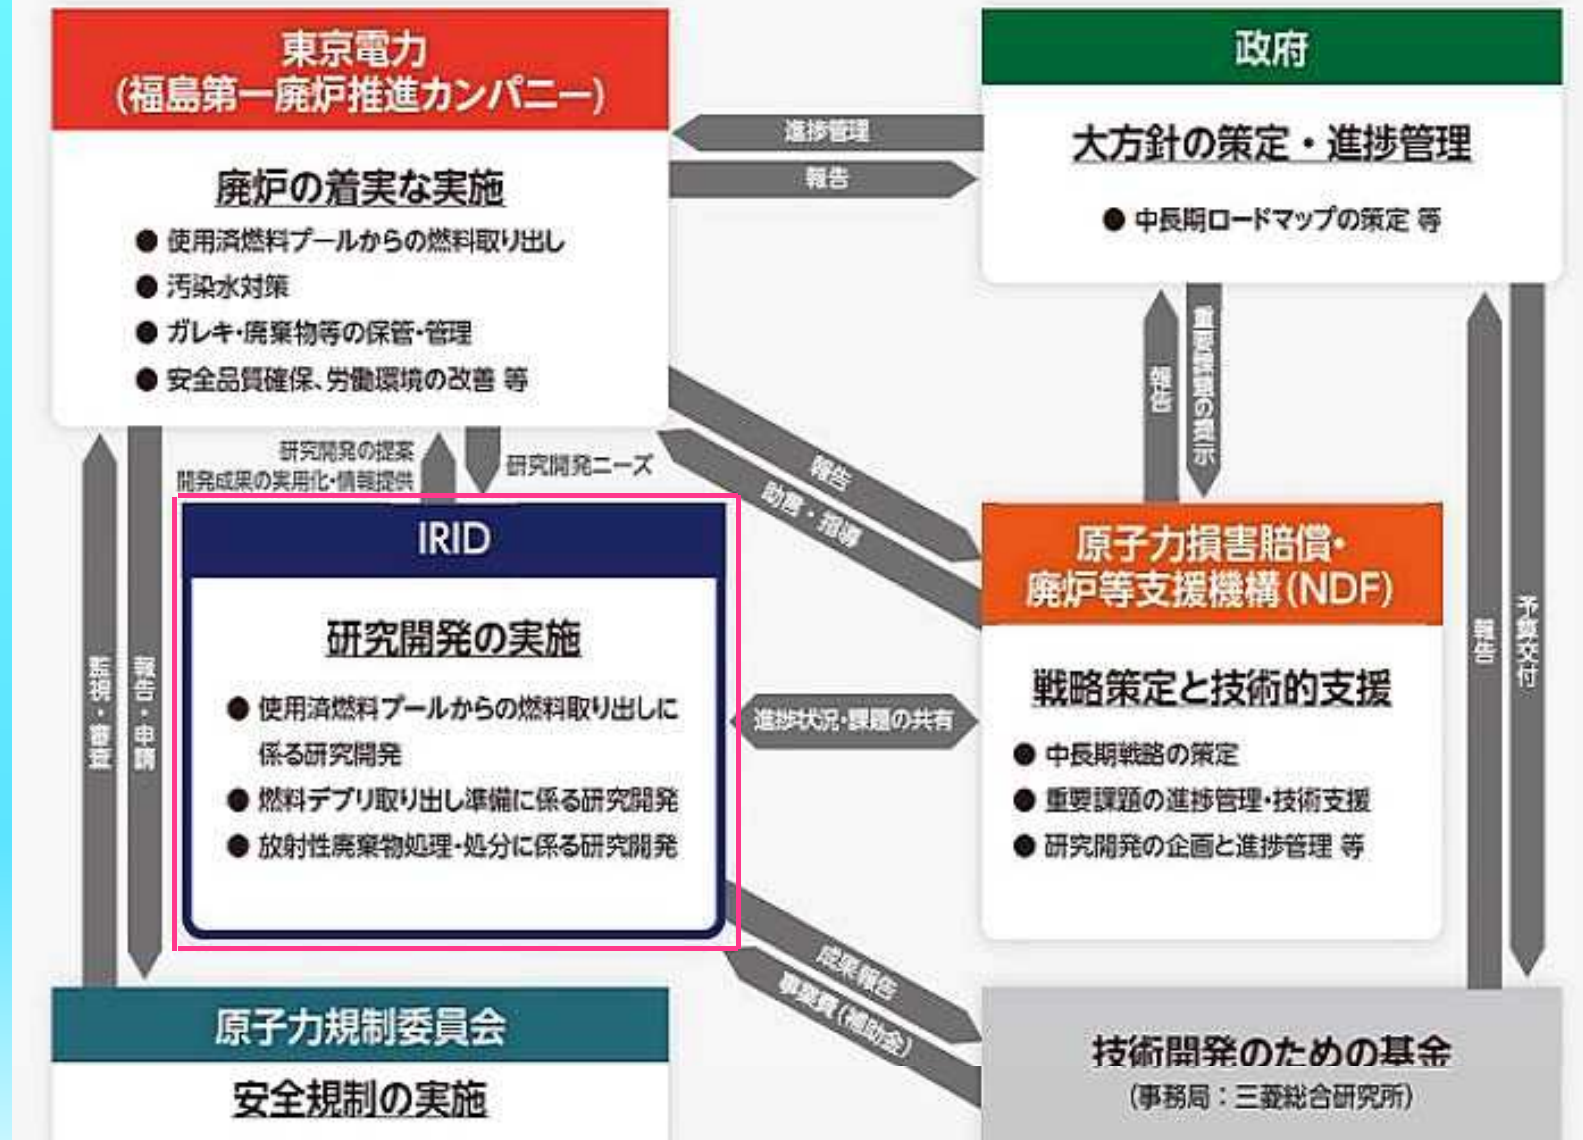 東京電力
(福島第一廃炉推進カンパニー)
廃炉の着実な実施
● 使用済燃料プールからの燃料取り出し
● 汚染水対策
● ガレキ・廃棄物等の保管・管理
● 安全品質確保、労働環境の改善 等
進捗管理
報告
政府
大方針の策定・進捗管理
● 中長期ロードマップの策定 等
報告
重要課題の提示
研究開発の提案
開発成果の実用化・情報提供
研究開発ニーズ
報告
助言・指導
IRID
研究開発の実施
● 使用済燃料プールからの燃料取り出しに
係る研究開発
● 燃料デブリ取り出し準備に係る研究開発
● 放射性廃棄物処理・処分に係る研究開発
進捗状況・課題の共有
原子力損害賠償・
廃炉等支援機構(NDF)
戦略策定と技術的支援
● 中長期戦略の策定
● 重要課題の進捗管理・技術支援
● 研究開発の企画と進捗管理 等
監視・審査
報告・申請
報告
予算交付
成果報告
事業費(補助金)
原子力規制委員会
安全規制の実施
技術開発のための基金
(事務局：三菱総合研究所)